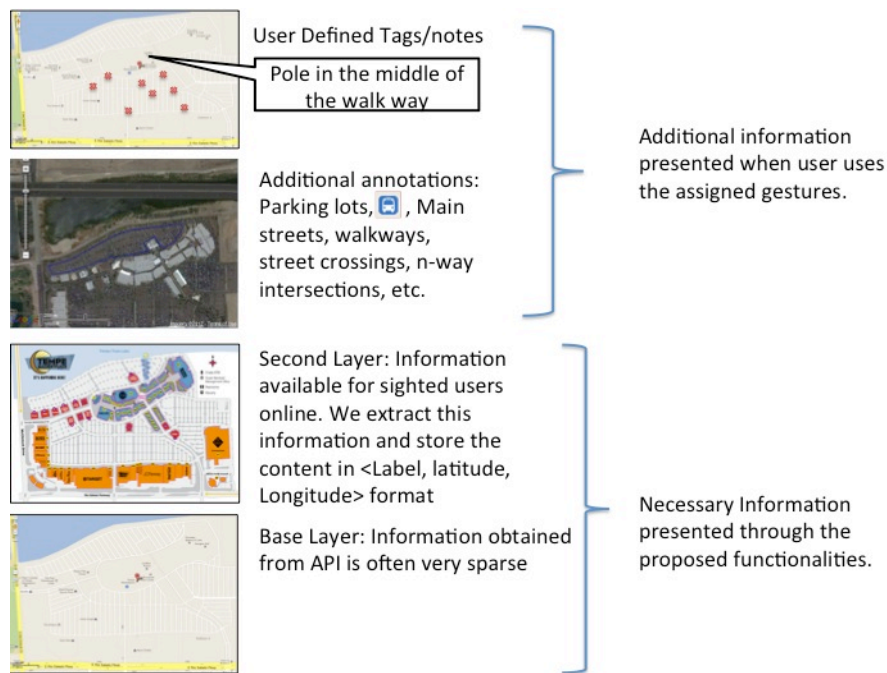 User Defined Tags/notes
Pole in the middle of
the walk way
Additional annotations:
Parking lots, , Main
streets, walkways,
street crossings, n-way
intersections, etc.
Additional information
presented when user uses
the assigned gestures.
TEMPE
Second Layer: Information
available for sighted users
online. We extract this
information and store the
content in <Label, latitude,
Longitude> format
Base Layer: Information obtained
from API is often very sparse
Necessary Information
presented through the
proposed functionalities.